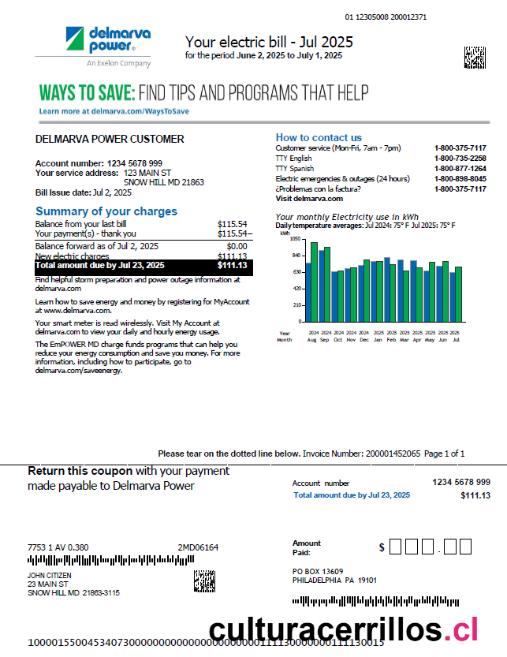 01 12305008 200012371
delmarva
power
An Exelon Company
Your electric bill - Jul 2025
for the period June 2, 2025 to July 1, 2025
WAYS TO SAVE: FIND TIPS AND PROGRAMS THAT HELP
Learn more at delmarva.com/WaysToSave
DELMARVA POWER CUSTOMER
Account number: 1234 5678 999
Your service address: 123 MAIN ST
SNOW HILL MD 21863
Bill Issue date: Jul 2, 2025
Summary of your charges
Balance from your last bill $115.54
Your payment(s) - thank you $115.54–
Balance forward as of Jul 2, 2025 $0.00
New electric charges $111.13
Total amount due by Jul 23, 2025 $111.13
Find helpful storm preparation and power outage information at
delmarva.com
Learn how to save energy and money by registering for MyAccount
at www.delmarva.com.
Your smart meter is read wirelessly. Visit My Account at
delmarva.com to view your daily and hourly energy usage.
The EmPOWER MD charge funds programs that can help you
reduce your energy consumption and save you money. For more
information, including how to participate, go to
delmarva.com/saveenergy.
How to contact us
Customer service (Mon-Fri, 7am - 7pm) 1-800-375-7117
TTY English 1-800-735-2258
TTY Spanish 1-800-877-1264
Electric emergencies & outages (24 hours) 1-800-898-8045
¿Problemas con la factura? 1-800-375-7117
Visit delmarva.com
Your monthly Electricity use in kWh
Daily temperature averages: Jul 2024: 75° F Jul 2025: 75° F
kWh
1050
840
630
420
210
0
Year 2024 2024 2024 2024 2024 2025 2025 2025 2025 2025 2025
Month Aug Sep Oct Nov Dec Jan Feb Mar Apr May Jun Jul
Please tear on the dotted line below. Invoice Number: 200001452065 Page 1 of 1
Return this coupon with your payment
made payable to Delmarva Power
Account number 1234 5678 999
Total amount due by Jul 23, 2025 $111.13
7753 1 AV 0.380 2MD06164
JOHN CITIZEN
23 MAIN ST
SNOW HILL MD 21863-3115
Amount
Paid: $ .
PO BOX 13609
PHILADELPHIA PA 19101
culturacerrillos.cl